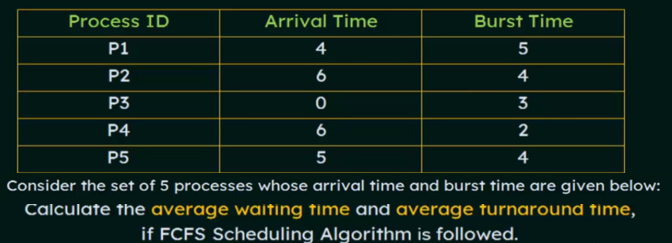 Process ID Arrival Time Burst Time
P1 4 5
P2 6 4
P3 0 3
P4 6 2
P5 5 4
Consider the set of 5 processes whose arrival time and burst time are given below:
Calculate the average waiting time and average turnaround time,
if FCFS Scheduling Algorithm is followed.